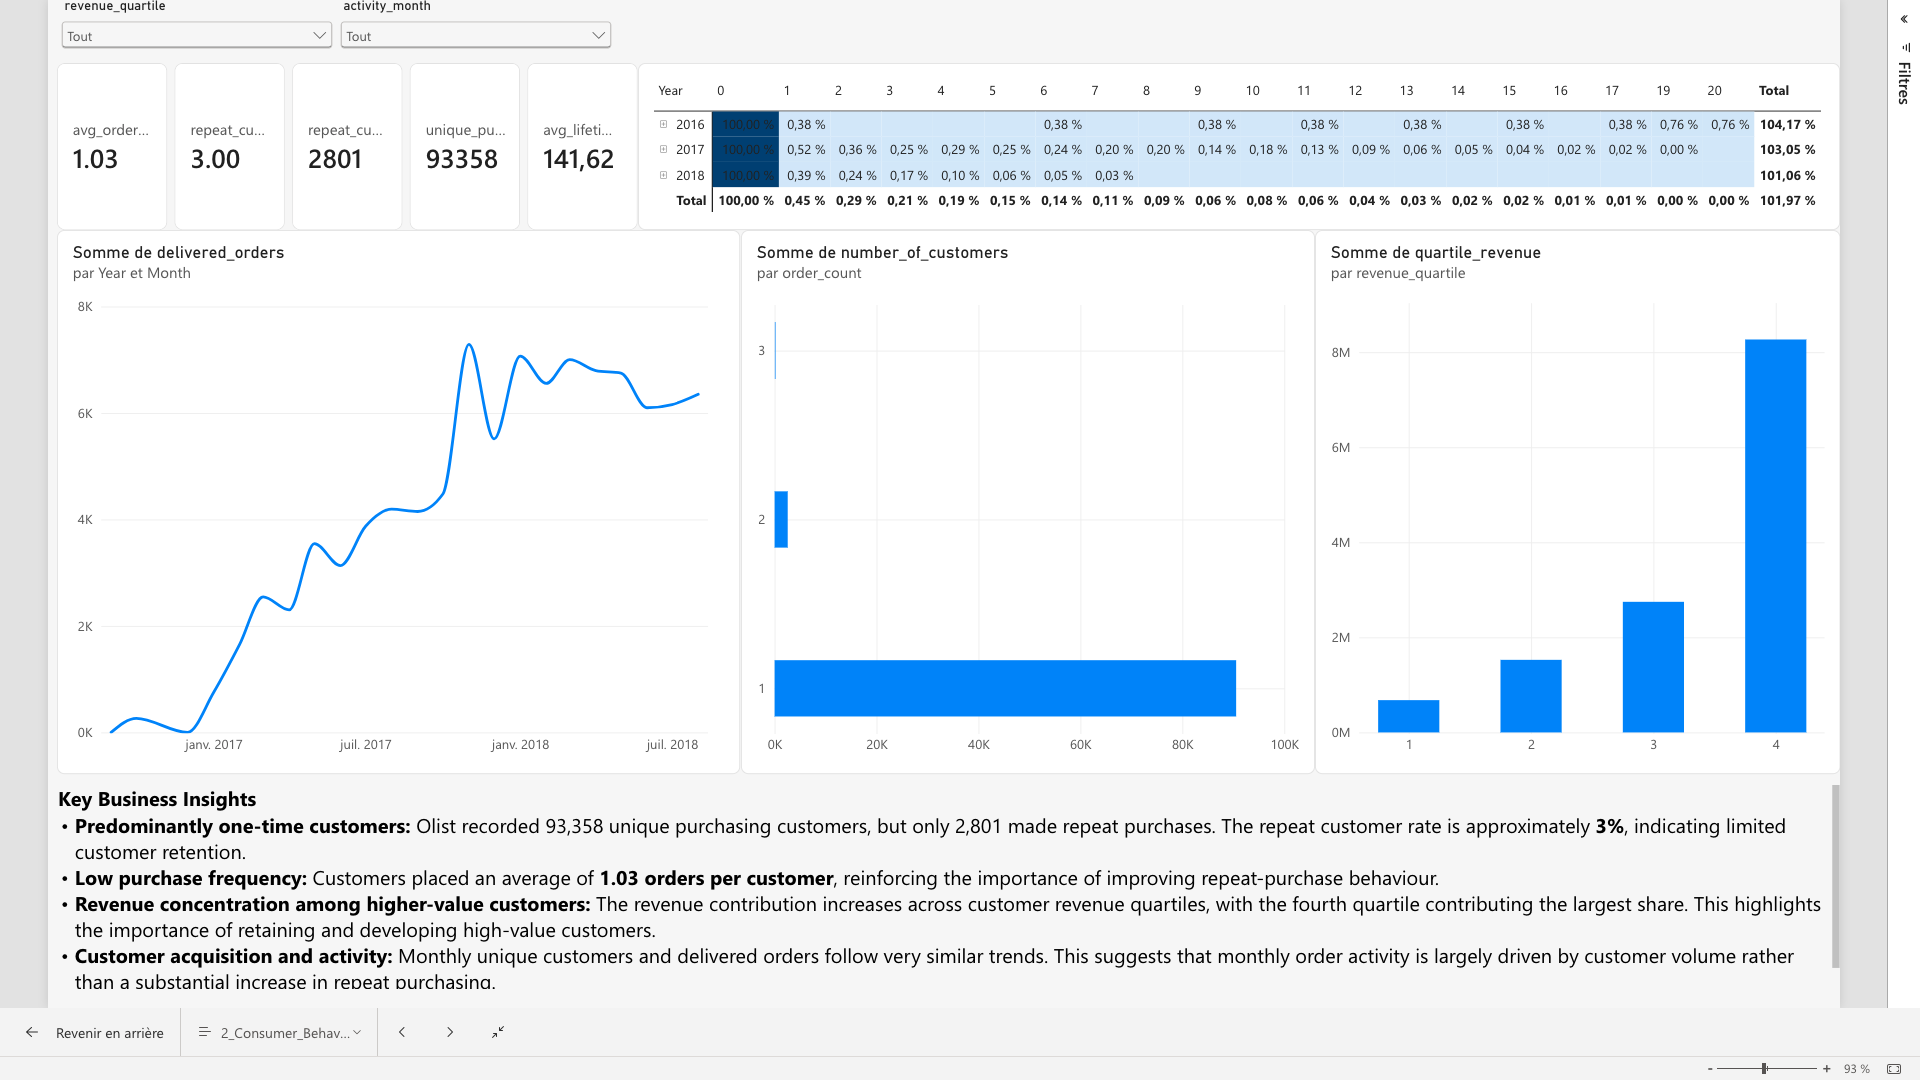 revenue_quartile activity_month
Tout Tout
« Filtres
avg_order... repeat_cu... repeat_cu... unique_pu... avg_lifeti...
1.03 3.00 2801 93358 141,62
Year 0 1 2 3 4 5 6 7 8 9 10 11 12 13 14 15 16 17 19 20 Total
2016 100,00 % 0,38 % 0,38 % 0,38 % 0,38 % 0,38 % 0,38 % 0,38 % 0,76 % 0,76 % 104,17 %
2017 100,00 % 0,52 % 0,36 % 0,25 % 0,29 % 0,25 % 0,24 % 0,20 % 0,20 % 0,14 % 0,18 % 0,13 % 0,09 % 0,06 % 0,05 % 0,04 % 0,02 % 0,02 % 0,00 % 103,05 %
2018 100,00 % 0,39 % 0,24 % 0,17 % 0,10 % 0,06 % 0,05 % 0,03 % 101,06 %
Total 100,00 % 0,45 % 0,29 % 0,21 % 0,19 % 0,15 % 0,14 % 0,11 % 0,09 % 0,06 % 0,08 % 0,06 % 0,04 % 0,03 % 0,02 % 0,02 % 0,01 % 0,01 % 0,00 % 0,00 % 101,97 %
Somme de delivered_orders
par Year et Month
8K
6K
4K
2K
0K
janv. 2017 juil. 2017 janv. 2018 juil. 2018
Somme de number_of_customers
par order_count
3
2
1
0K 20K 40K 60K 80K 100K
Somme de quartile_revenue
par revenue_quartile
8M
6M
4M
2M
0M
1 2 3 4
Key Business Insights
• Predominantly one-time customers: Olist recorded 93,358 unique purchasing customers, but only 2,801 made repeat purchases. The repeat customer rate is approximately 3%, indicating limited
customer retention.
• Low purchase frequency: Customers placed an average of 1.03 orders per customer, reinforcing the importance of improving repeat-purchase behaviour.
• Revenue concentration among higher-value customers: The revenue contribution increases across customer revenue quartiles, with the fourth quartile contributing the largest share. This highlights
the importance of retaining and developing high-value customers.
• Customer acquisition and activity: Monthly unique customers and delivered orders follow very similar trends. This suggests that monthly order activity is largely driven by customer volume rather
than a substantial increase in repeat purchasing.
Revenir en arrière 2_Consumer_Behav...
- + 93 %